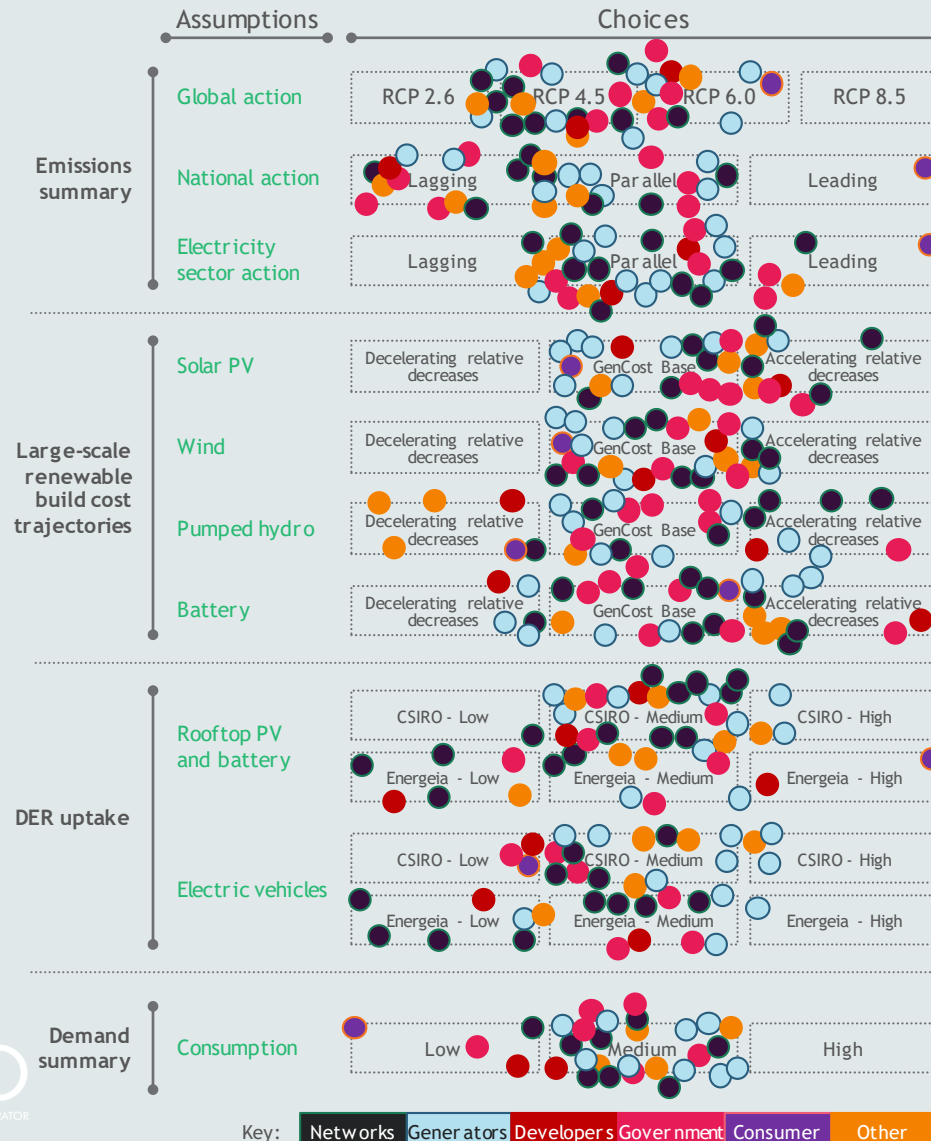 Assumptions
Choices
Emissions
summary
Global action
RCP 2.6
RCP 4.5
RCP 6.0
RCP 8.5
National action
Lagging
Parallel
Leading
Electricity
sector action
Lagging
Parallel
Leading
Large-scale
renewable
build cost
trajectories
Solar PV
Decelerating relative
decreases
GenCost Base
Accelerating relative
decreases
Wind
Decelerating relative
decreases
GenCost Base
Accelerating relative
decreases
Pumped hydro
Decelerating relative
decreases
GenCost Base
Accelerating relative
decreases
Battery
Decelerating relative
decreases
GenCost Base
Accelerating relative
decreases
DER uptake
Rooftop PV
and battery
CSIRO - Low
CSIRO - Medium
CSIRO - High
Energeia - Low
Energeia - Medium
Energeia - High
Electric vehicles
CSIRO - Low
CSIRO - Medium
CSIRO - High
Energeia - Low
Energeia - Medium
Energeia - High
Demand
summary
Consumption
Low
Medium
High
RATOR
Key:
Networks
Generators
Developers
Government
Consumer
Other